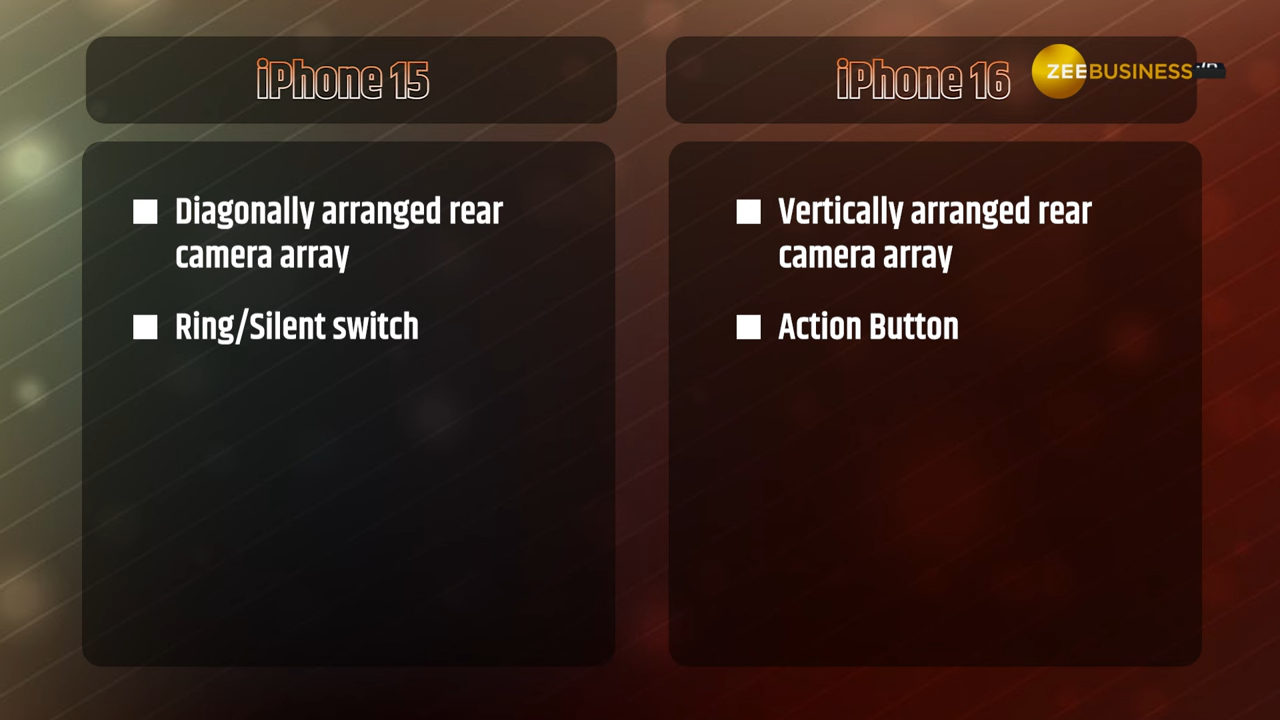 iPhone 15
iPhone 16
ZEEBUSINESS
Diagonally arranged rear
camera array
Ring/Silent switch
Vertically arranged rear
camera array
Action Button